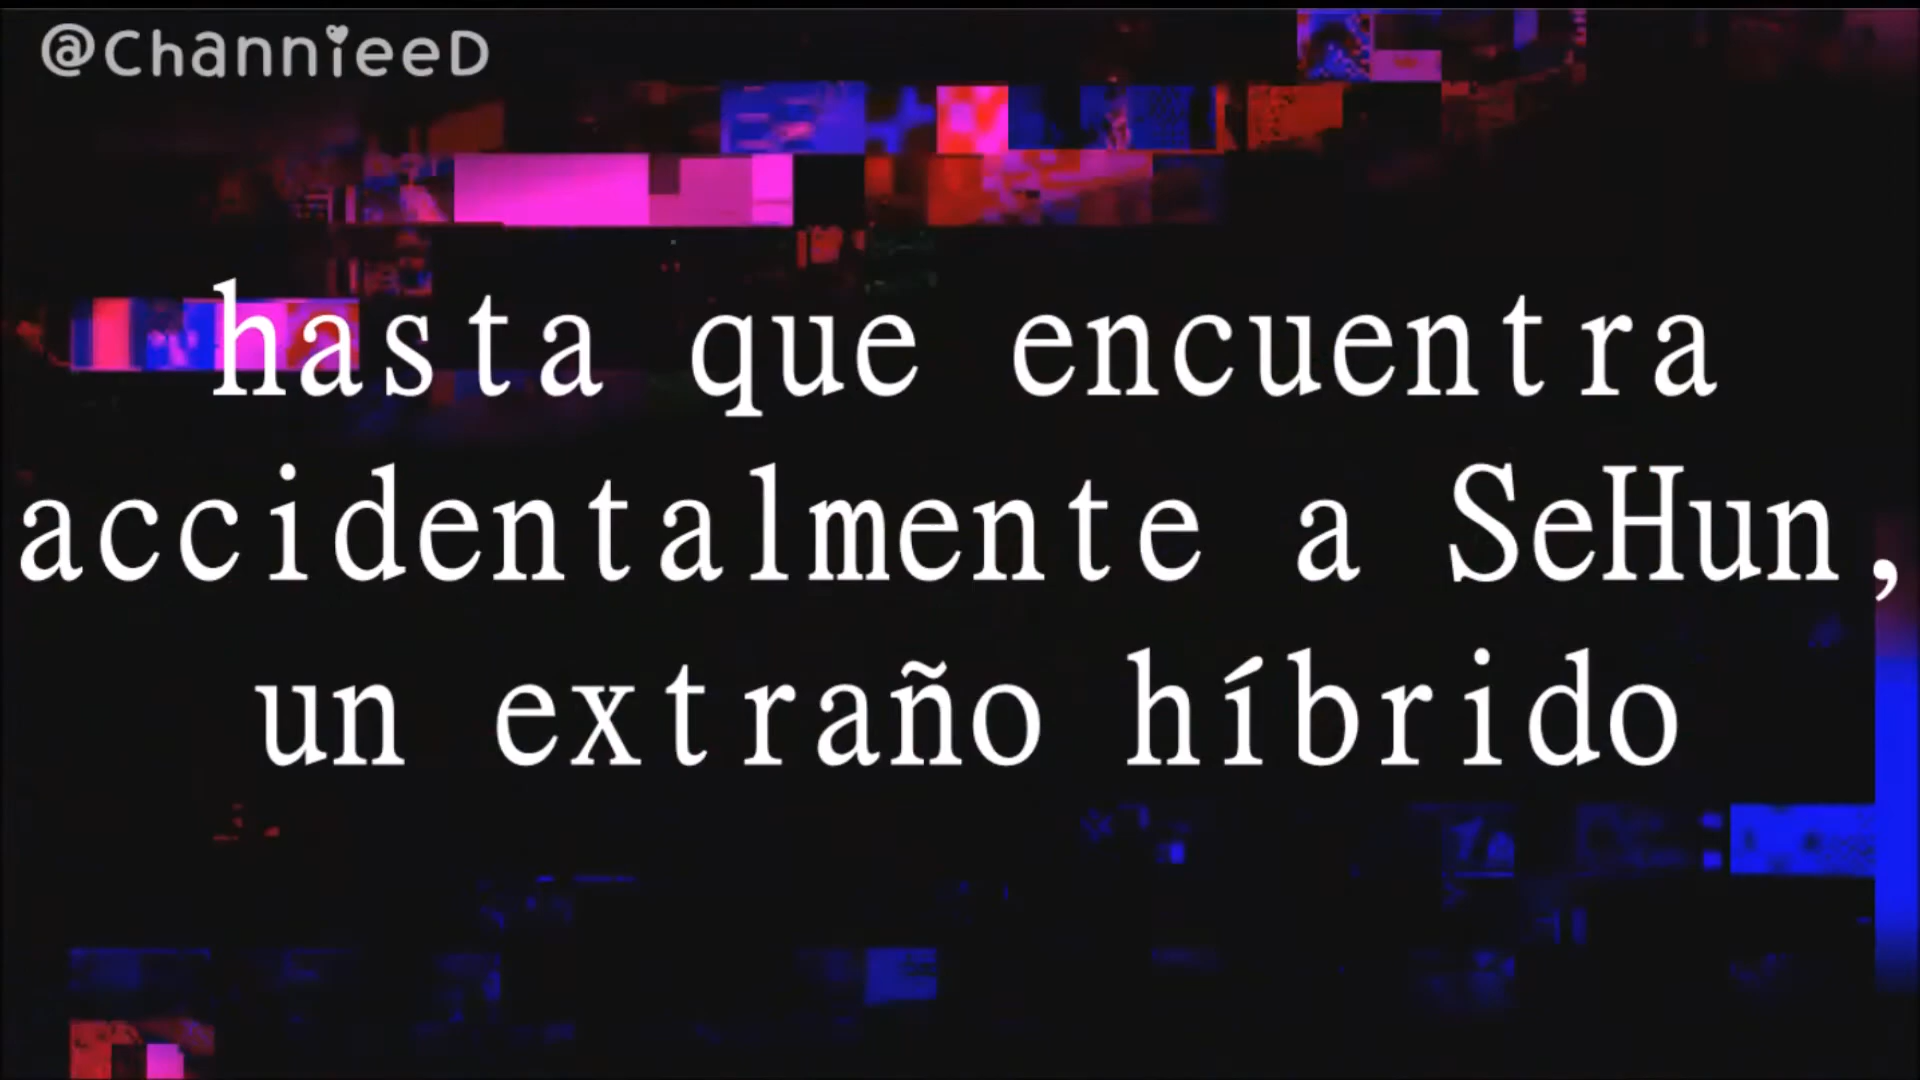 @ChannieeD
hasta que encuentra
accidentalmente a SeHun,
un extraño híbrido